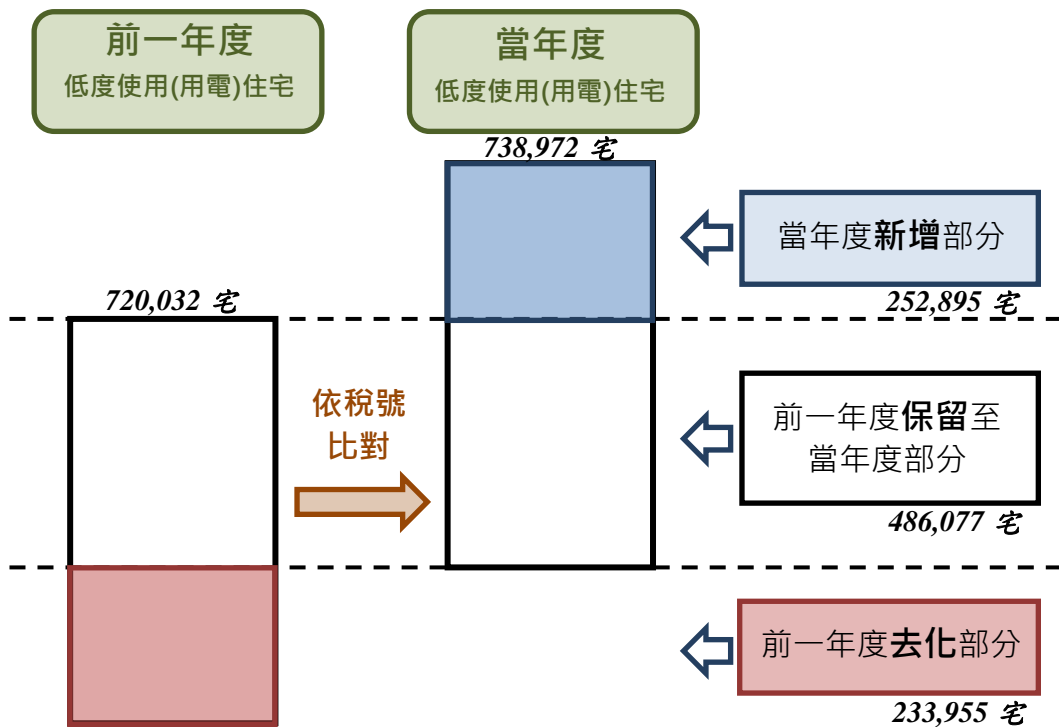 前一年度
低度使用(用電)住宅
當年度
低度使用(用電)住宅
738,972 宅
當年度新增部分
252,895 宅
720,032 宅
依稅號
比對
前一年度保留至
當年度部分
486,077 宅
前一年度去化部分
233,955 宅